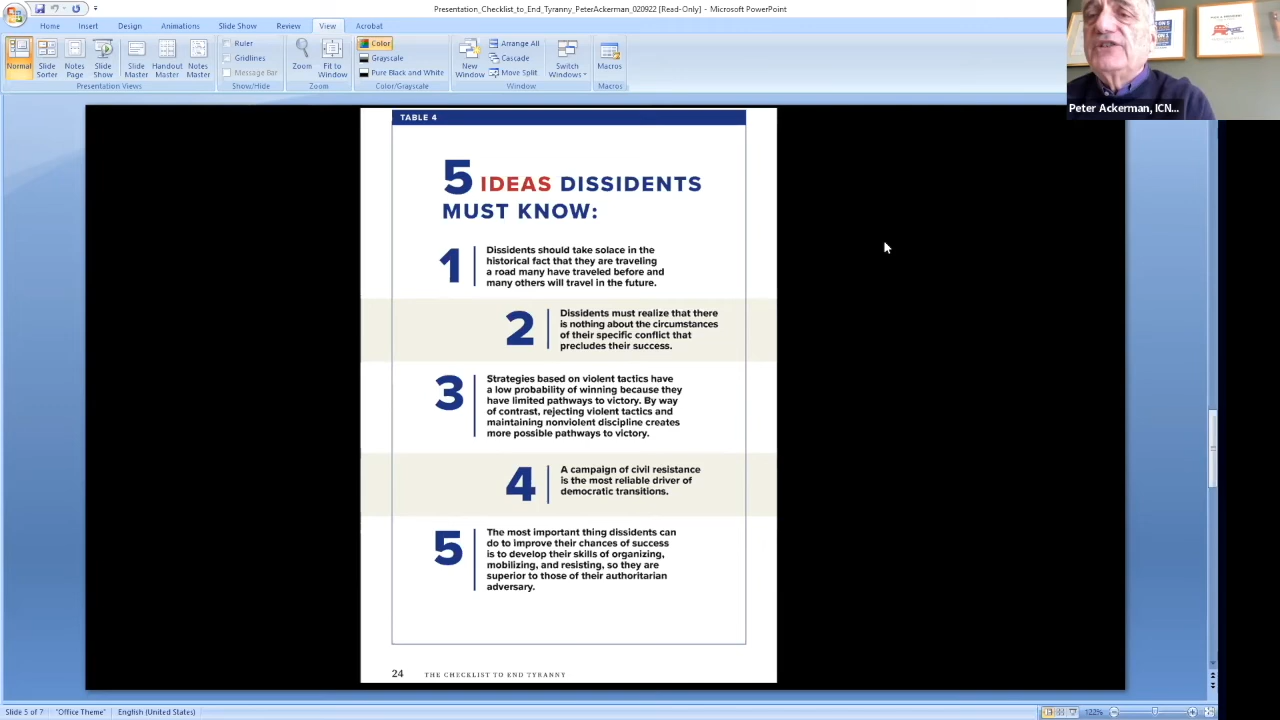 Presentation_Checklist_to_End_Tyranny_PeterAckerman_020922 [Read-Only] - Microsoft PowerPoint
Home Insert Design Animations Slide Show Review View Acrobat
Normal Slide Sorter Notes Page Slide Show Slide Master Handout Master Notes Master
Presentation Views
Ruler
Gridlines
Message Bar
Show/Hide
Zoom Fit to Window
Zoom
Color
Grayscale
Pure Black and White
Color/Grayscale
New Window
Arrange All
Cascade
Move Split
Switch Windows
Window
Macros
Macros
Peter Ackerman, ICN...
TABLE 4
5 IDEAS DISSIDENTS
MUST KNOW:
1
Dissidents should take solace in the
historical fact that they are traveling
a road many have traveled before and
many others will travel in the future.
2
Dissidents must realize that there
is nothing about the circumstances
of their specific conflict that
precludes their success.
3
Strategies based on violent tactics have
a low probability of winning because they
have limited pathways to victory. By way
of contrast, rejecting violent tactics and
maintaining nonviolent discipline creates
more possible pathways to victory.
4
A campaign of civil resistance
is the most reliable driver of
democratic transitions.
5
The most important thing dissidents can
do to improve their chances of success
is to develop their skills of organizing,
mobilizing, and resisting, so they are
superior to those of their authoritarian
adversary.
24 THE CHECKLIST TO END TYRANNY
Slide 5 of 7 "Office Theme" English (United States) 122%